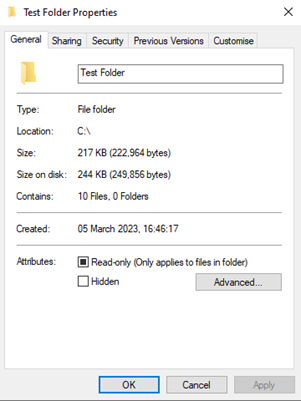 Test Folder Properties
General Sharing Security Previous Versions Customise
Test Folder
Type: File folder
Location: C:\
Size: 217 KB (222,964 bytes)
Size on disk: 244 KB (249,856 bytes)
Contains: 10 Files, 0 Folders
Created: 05 March 2023, 16:46:17
Attributes: Read-only (Only applies to files in folder)
Hidden Advanced...
OK Cancel Apply